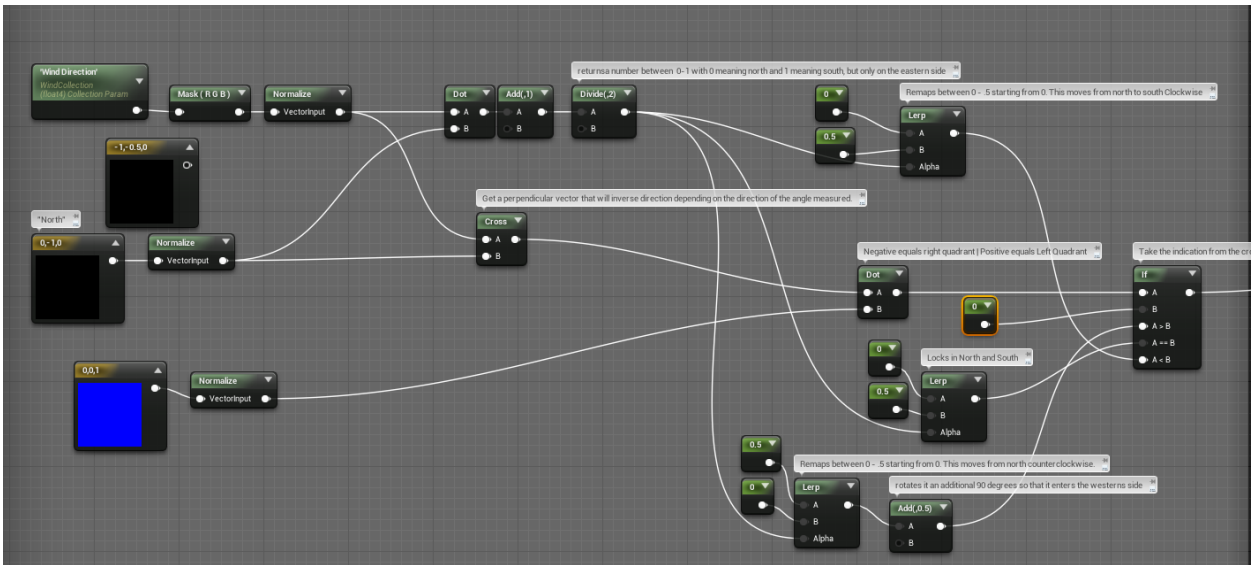 returnsa number between 0-1 with 0 meaning north and 1 meaning south, but only on the eastern side
'Wind Direction'
WindCollection
(float4) Collection Param
Mask ( R G B )
Normalize
VectorInput
Dot
A
B
Add(,1)
A
B
Divide(,2)
A
B
0
0.5
Remaps between 0 - .5 starting from 0. This moves from north to south Clockwise
Lerp
A
B
Alpha
-1,-0.5,0
"North"
0,-1,0
Normalize
VectorInput
Get a perpendicular vector that will inverse direction depending on the direction of the angle measured.
Cross
A
B
Negative equals right quadrant | Positive equals Left Quadrant
Dot
A
B
0
Take the indication from the cr
If
A
B
A > B
A == B
A < B
0,0,1
Normalize
VectorInput
0
0.5
Locks in North and South
Lerp
A
B
Alpha
0.5
0
Remaps between 0 - .5 starting from 0. This moves from north counterclockwise.
Lerp
A
B
Alpha
rotates it an additional 90 degrees so that it enters the westerns side
Add(,0.5)
A
B